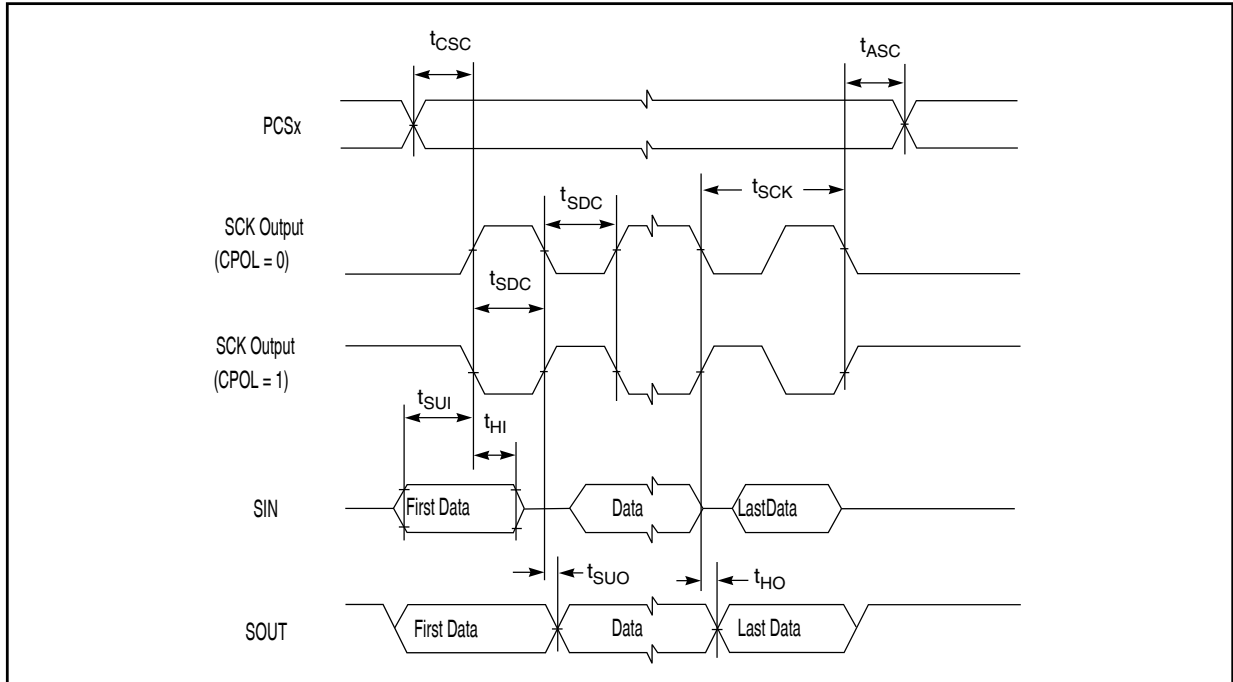 tCSC
tASC
PCSx
tSCK
tSDC
SCK Output
(CPOL = 0)
tSDC
SCK Output
(CPOL = 1)
tSUI
tHI
SIN
First Data
Data
LastData
tSUO
tHO
SOUT
First Data
Data
Last Data